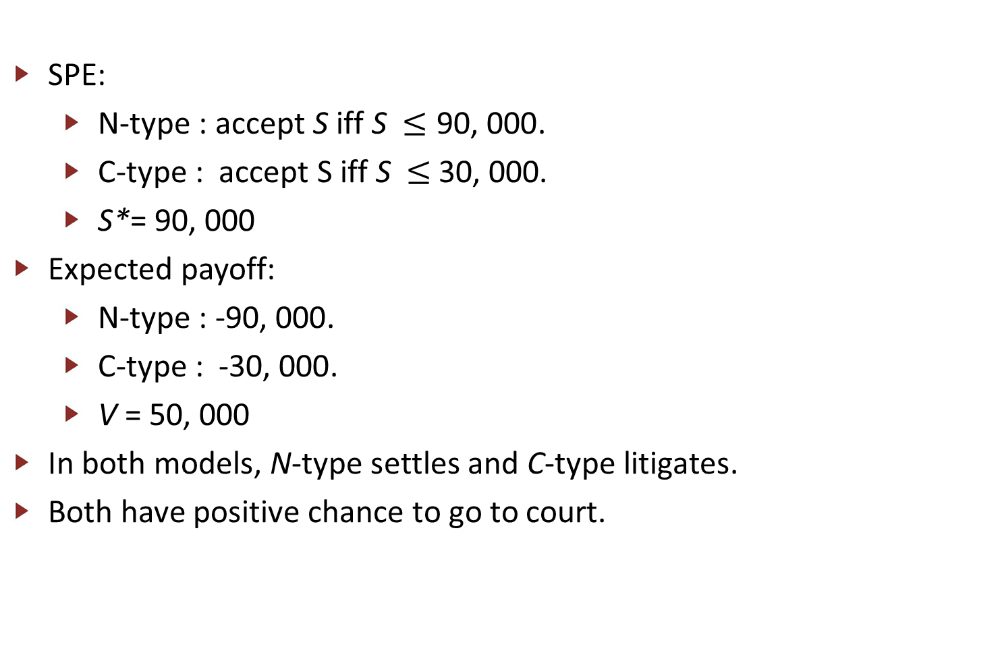 SPE:
N-type : accept S iff S ≤ 90, 000.
C-type : accept S iff S ≤ 30, 000.
S*= 90, 000
Expected payoff:
N-type : -90, 000.
C-type : -30, 000.
V = 50, 000
In both models, N-type settles and C-type litigates.
Both have positive chance to go to court.